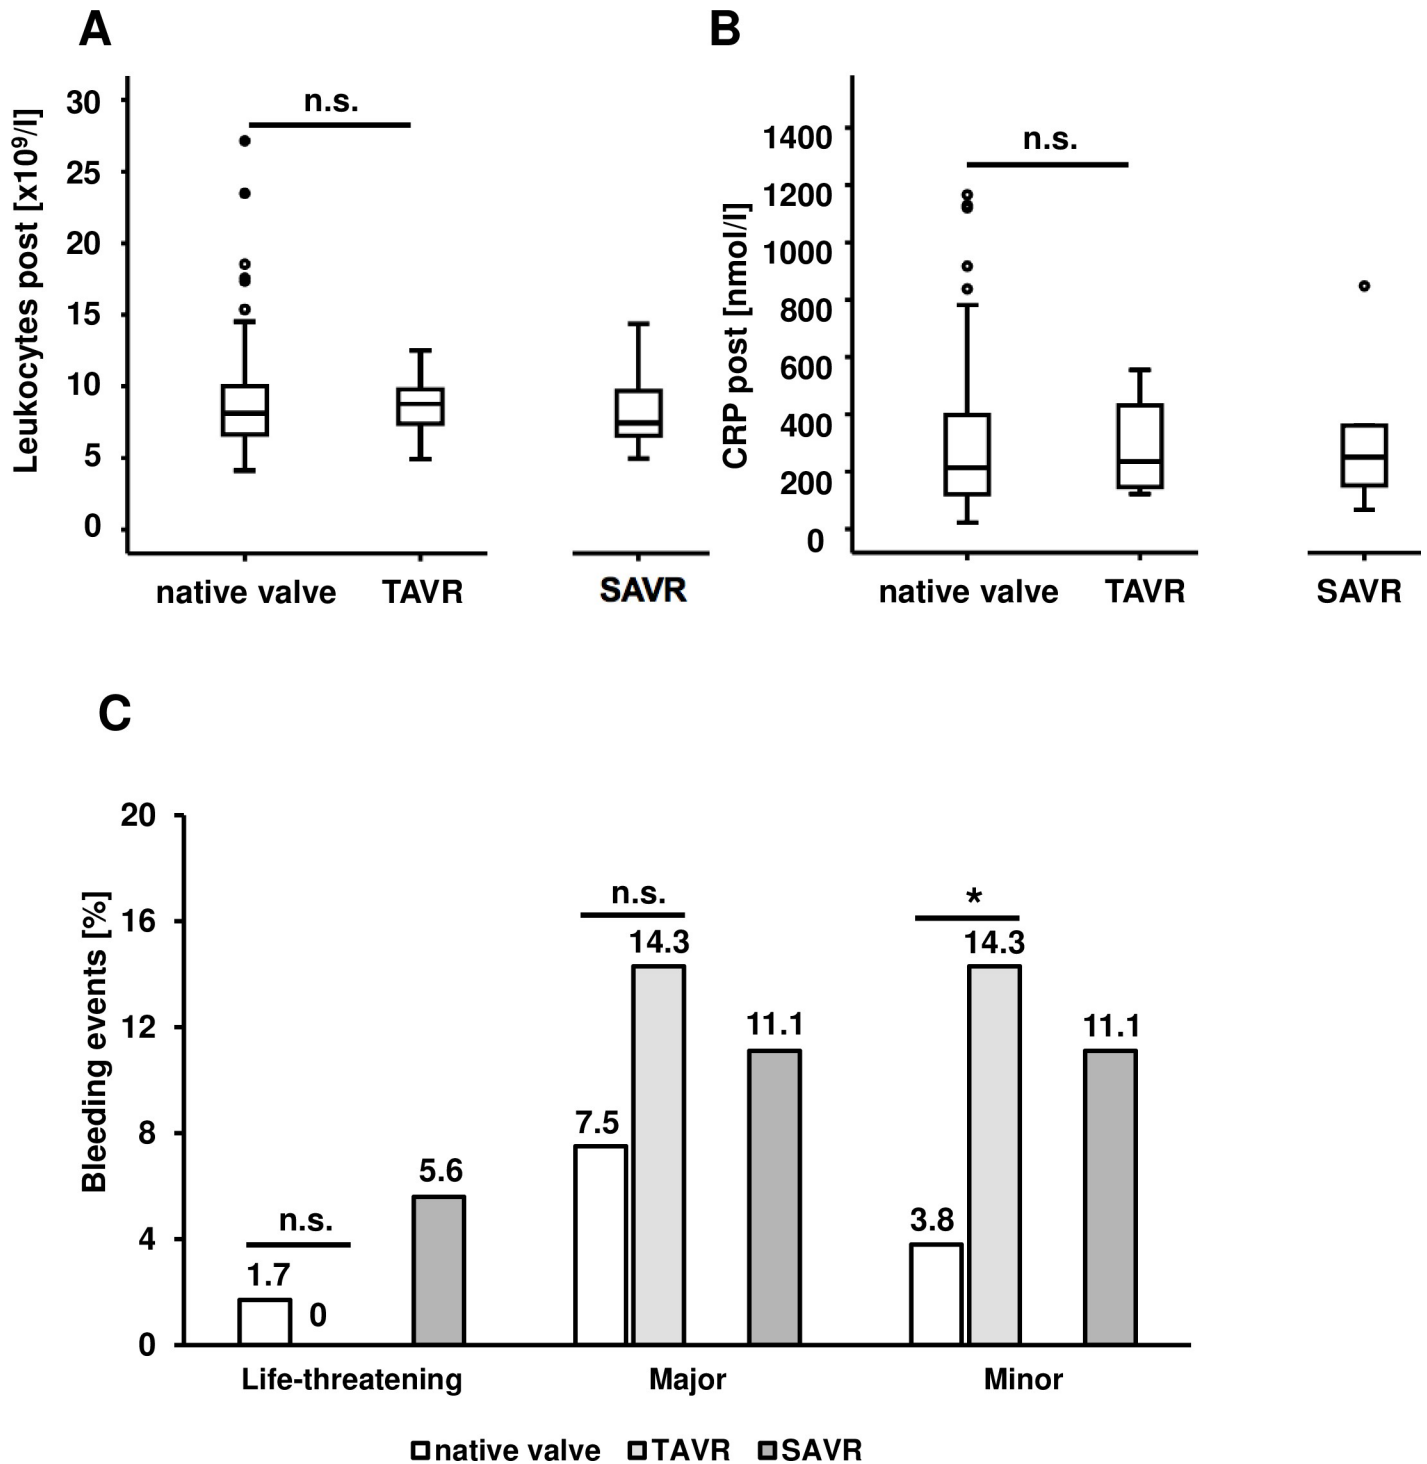 A
Leukocytes post [x10⁹/l]
30
25
20
15
10
5
0
n.s.
native valve TAVR SAVR
B
CRP post [nmol/l]
1400
1200
1000
800
600
400
200
0
n.s.
native valve TAVR SAVR
C
Bleeding events [%]
20
16
12
8
4
0
n.s.
1.7
0
5.6
n.s.
7.5
14.3
11.1
*
3.8
14.3
11.1
Life-threatening Major Minor
native valve TAVR SAVR